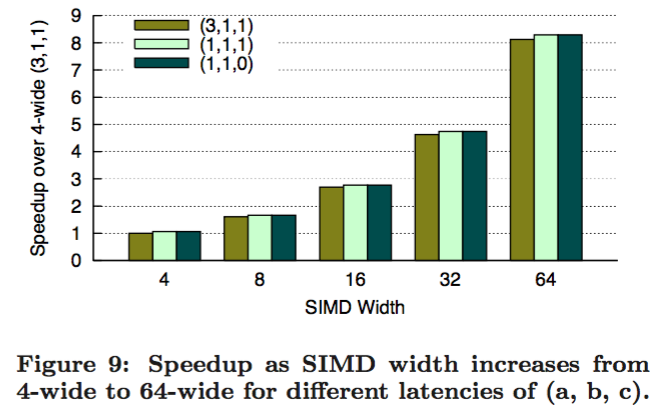 9
8
7
6
5
4
3
2
1
0
Speedup over 4-wide (3,1,1)
(3,1,1)
(1,1,1)
(1,1,0)
4 8 16 32 64
SIMD Width
Figure 9: Speedup as SIMD width increases from
4-wide to 64-wide for different latencies of (a, b, c).